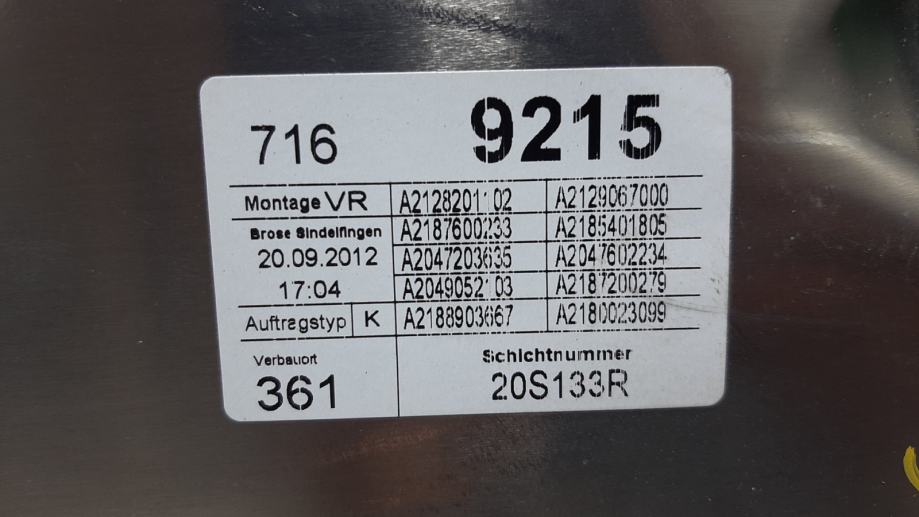 716 9215
Montage VR A2128201102 A2129067000
Brose Sindelfingen A2187600233 A2185401805
20.09.2012 A2047203635 A2047602234
17:04 A2049052103 A2187200279
Auftragstyp K A2188903667 A2180023099
Verbauort Schichtnummer
361 20S133R